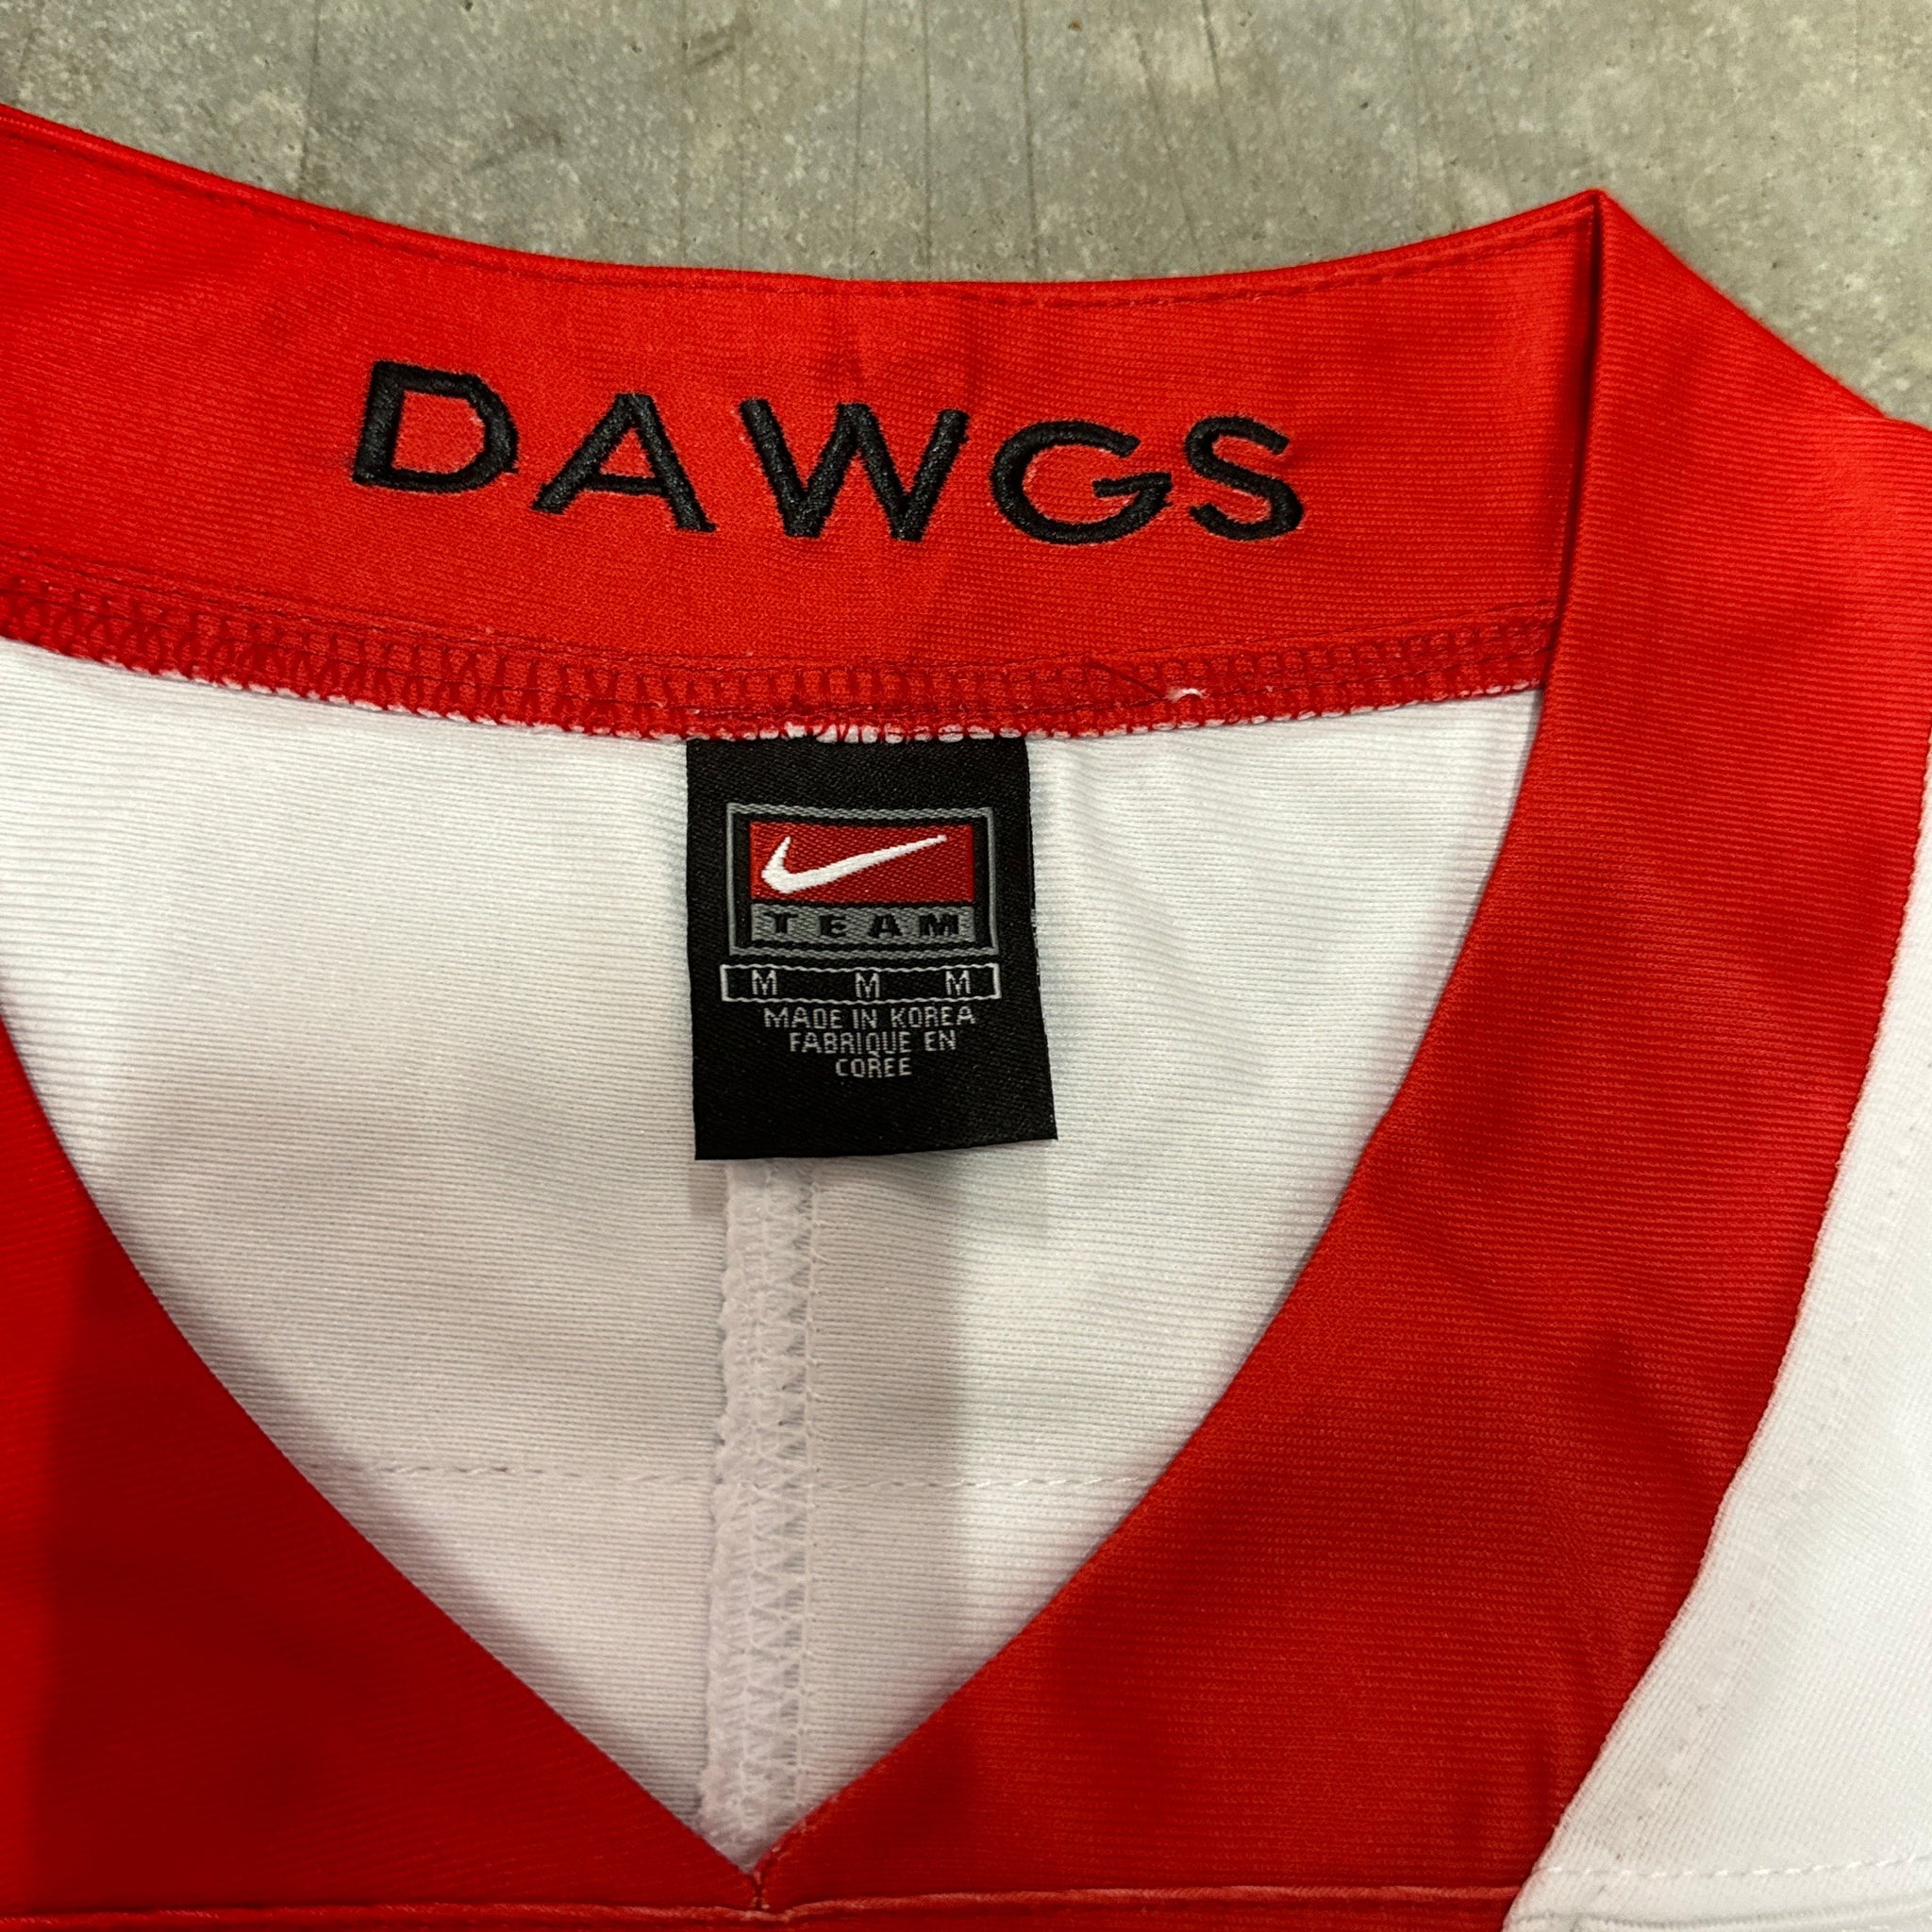 DAWGS
TEAM
M M M
MADE IN KOREA
FABRIQUE EN
COREE